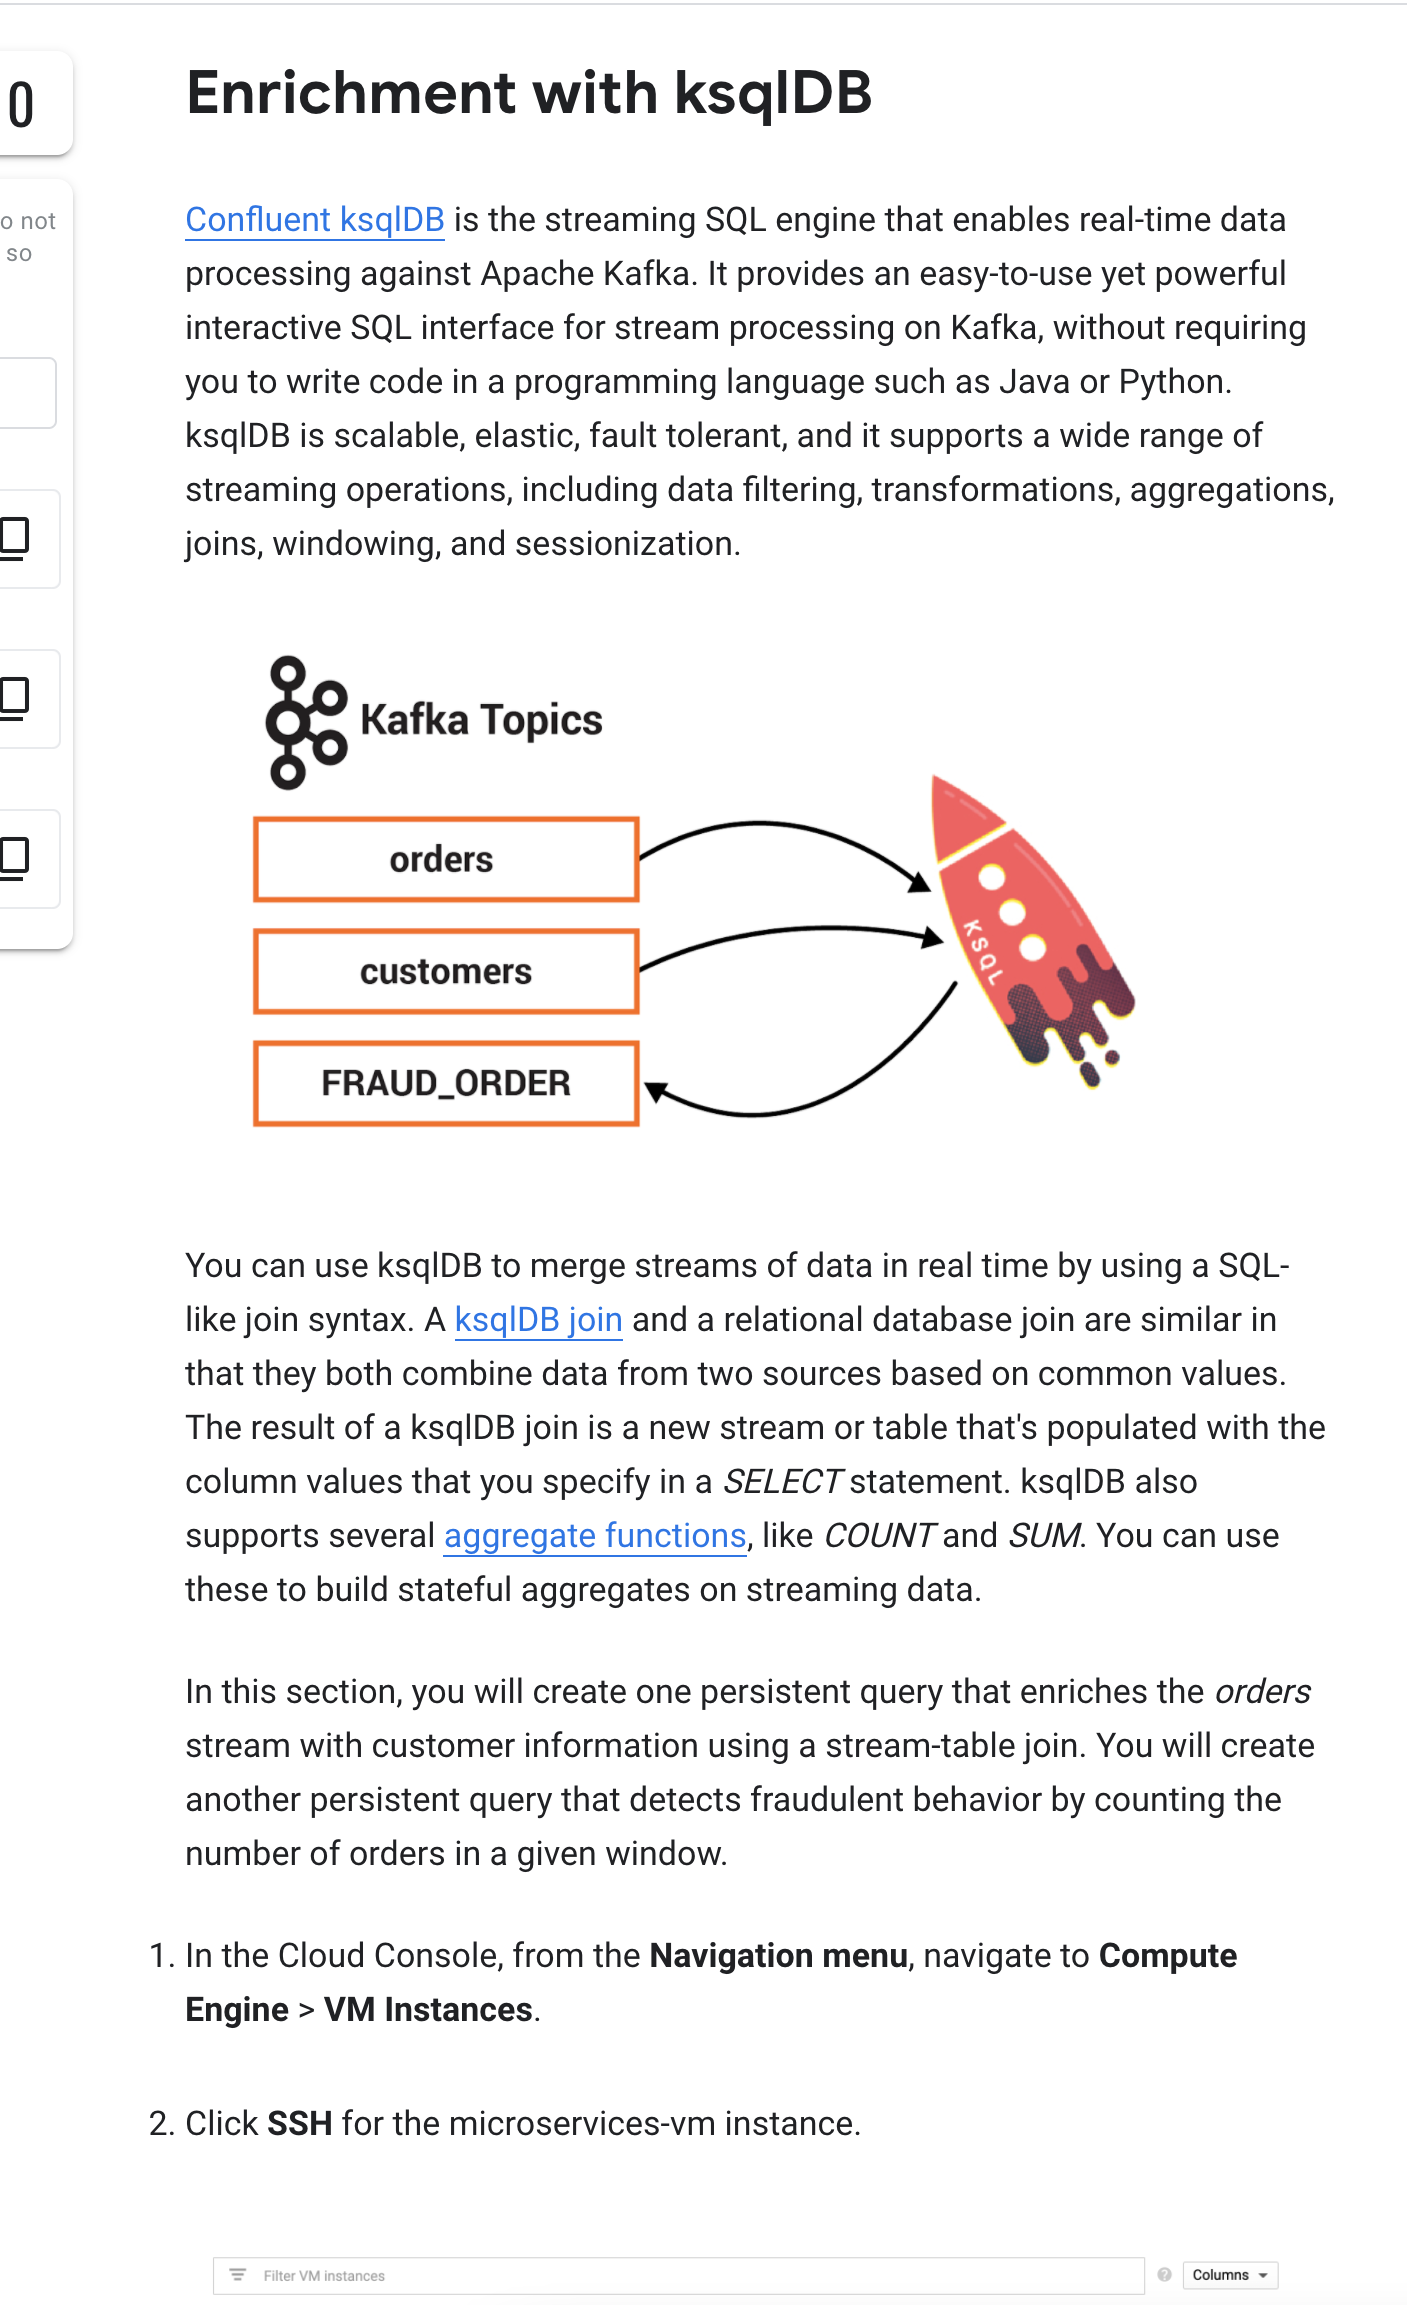 Enrichment with ksqlDB
0
o not
so
Confluent ksqlDB is the streaming SQL engine that enables real-time data
processing against Apache Kafka. It provides an easy-to-use yet powerful
interactive SQL interface for stream processing on Kafka, without requiring
you to write code in a programming language such as Java or Python.
ksqlDB is scalable, elastic, fault tolerant, and it supports a wide range of
streaming operations, including data filtering, transformations, aggregations,
joins, windowing, and sessionization.
Kafka Topics
orders
customers
FRAUD_ORDER
KSQL
You can use ksqlDB to merge streams of data in real time by using a SQL-
like join syntax. A ksqlDB join and a relational database join are similar in
that they both combine data from two sources based on common values.
The result of a ksqlDB join is a new stream or table that's populated with the
column values that you specify in a SELECT statement. ksqlDB also
supports several aggregate functions, like COUNT and SUM. You can use
these to build stateful aggregates on streaming data.
In this section, you will create one persistent query that enriches the orders
stream with customer information using a stream-table join. You will create
another persistent query that detects fraudulent behavior by counting the
number of orders in a given window.
1. In the Cloud Console, from the Navigation menu, navigate to Compute
Engine > VM Instances.
2. Click SSH for the microservices-vm instance.
Filter VM instances
? Columns